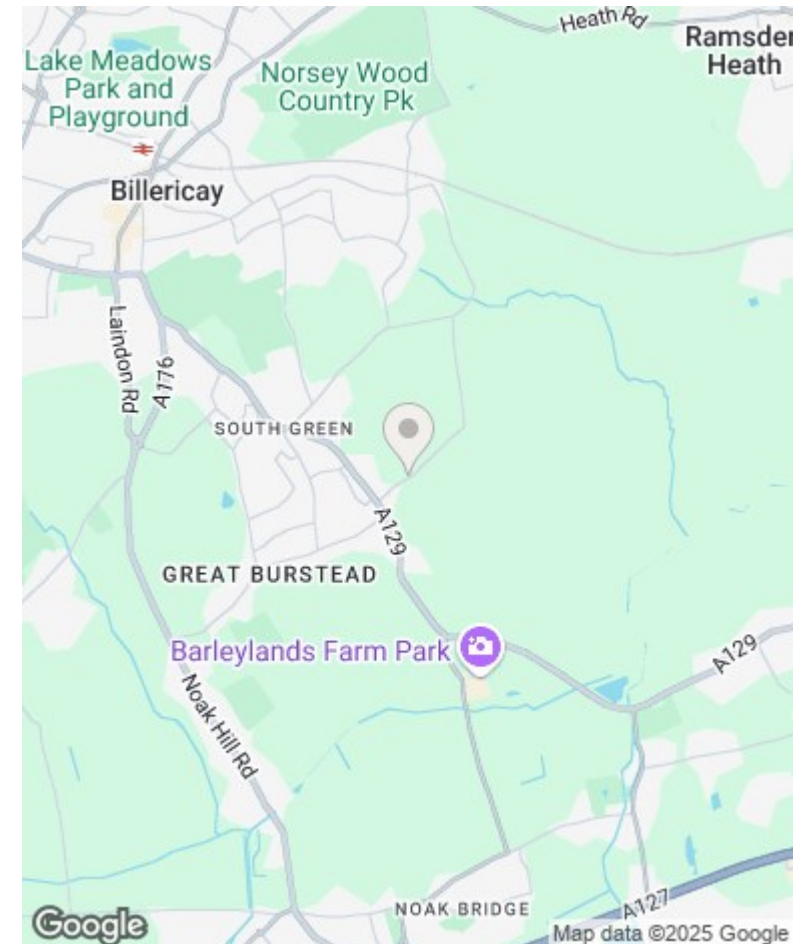 Heath Rd
Ramsden
Heath
Lake Meadows
Park and
Playground
Norsey Wood
Country Pk
Billericay
Laindon Rd
A176
SOUTH GREEN
A129
GREAT BURSTEAD
Barleylands Farm Park
A129
Noak Hill Rd
NOAK BRIDGE
A127
Google
Map data ©2025 Google